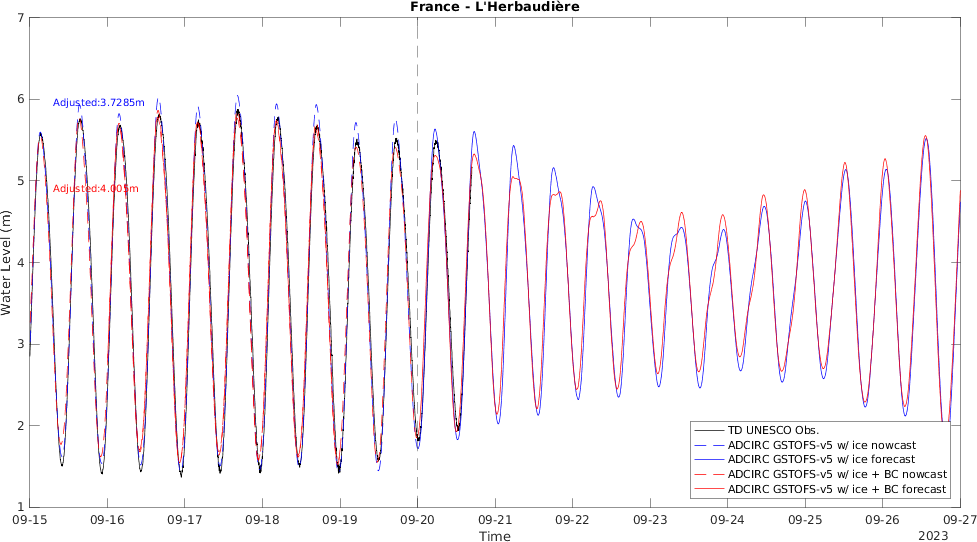 France - L'Herbaudière
7
6
5
4
3
2
1
Water Level (m)
Adjusted:3.7285m
Adjusted:4.005m
TD UNESCO Obs.
ADCIRC GSTOFS-v5 w/ ice nowcast
ADCIRC GSTOFS-v5 w/ ice forecast
ADCIRC GSTOFS-v5 w/ ice + BC nowcast
ADCIRC GSTOFS-v5 w/ ice + BC forecast
09-15 09-16 09-17 09-18 09-19 09-20 09-21 09-22 09-23 09-24 09-25 09-26 09-27
Time
2023